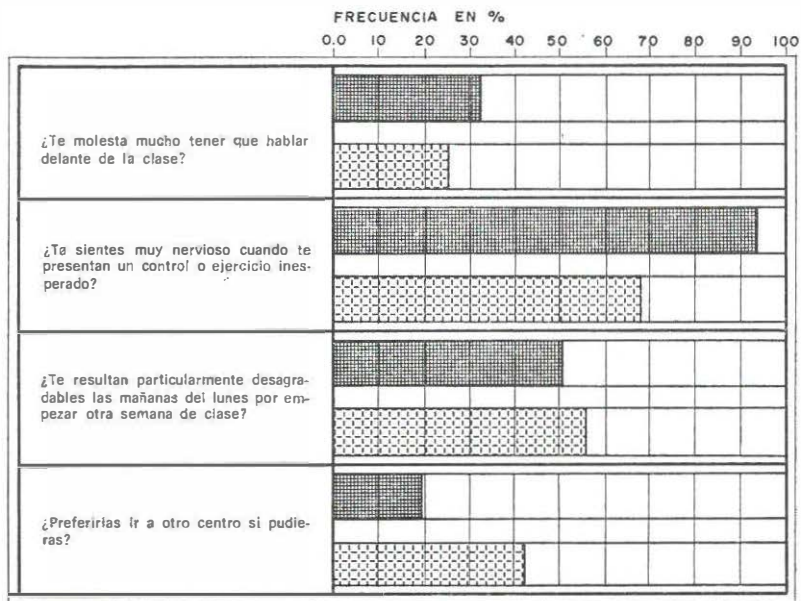 FRECUENCIA EN %
0.0 10 20 30 40 50 60 70 80 90 100
¿Te molesta mucho tener que hablar
delante de la clase?
¿Ta sientes muy nervioso cuando te
presentan un control o ejercicio ines-
perado?
¿Te resultan particularmente desagra-
dables las mañanas del lunes por em-
pezar otra semana de clase?
¿Preferirías ir a otro centro si pudie-
ras?